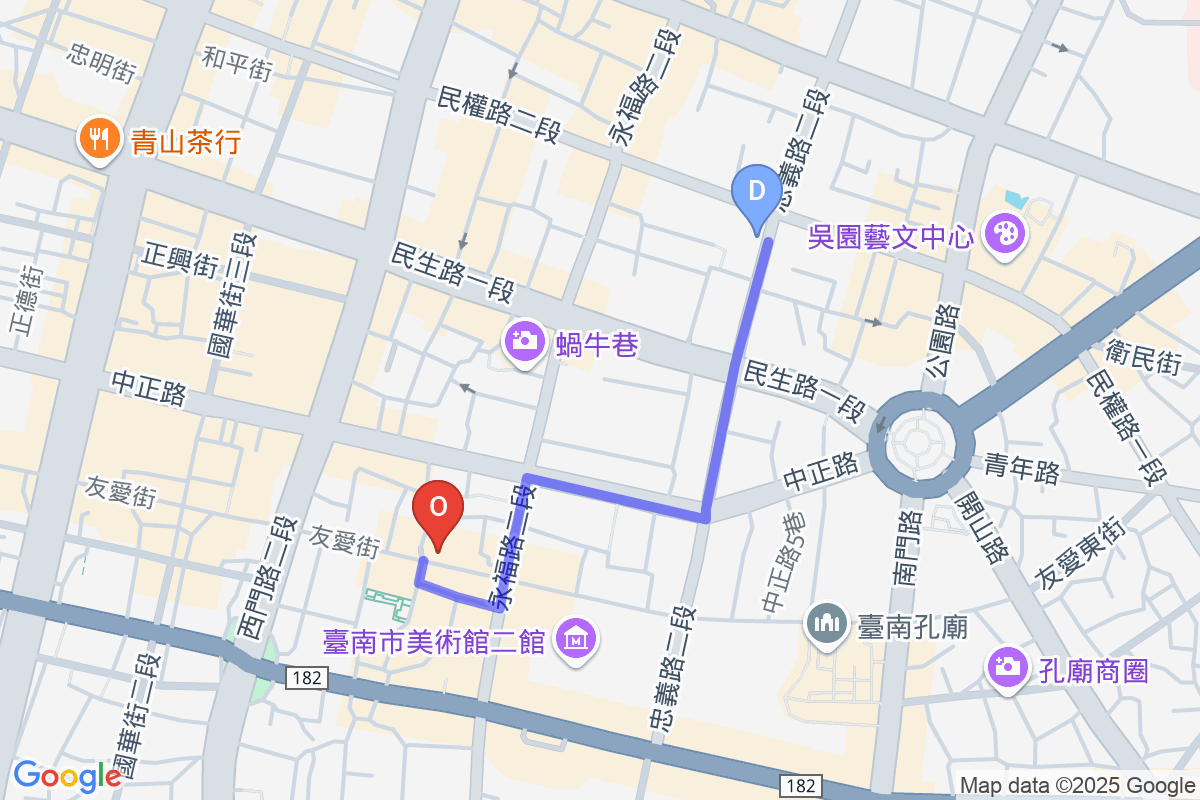 忠明街
和平街
永福路二段
民權路二段
忠義路二段
青山茶行
D
吳園藝文中心
正興街
國華街三段
民生路一段
正德街
公園路
蝸牛巷
衛民街
中正路
民生路一段
民權路一段
中正路
青年路
友愛街
O
永福路二段
友愛街
西門路二段
中正路5巷
南門路
開山路
友愛東街
臺南市美術館二館
臺南孔廟
忠義路二段
孔廟商圈
182
國華街二段
182
Google
Map data ©2025 Google